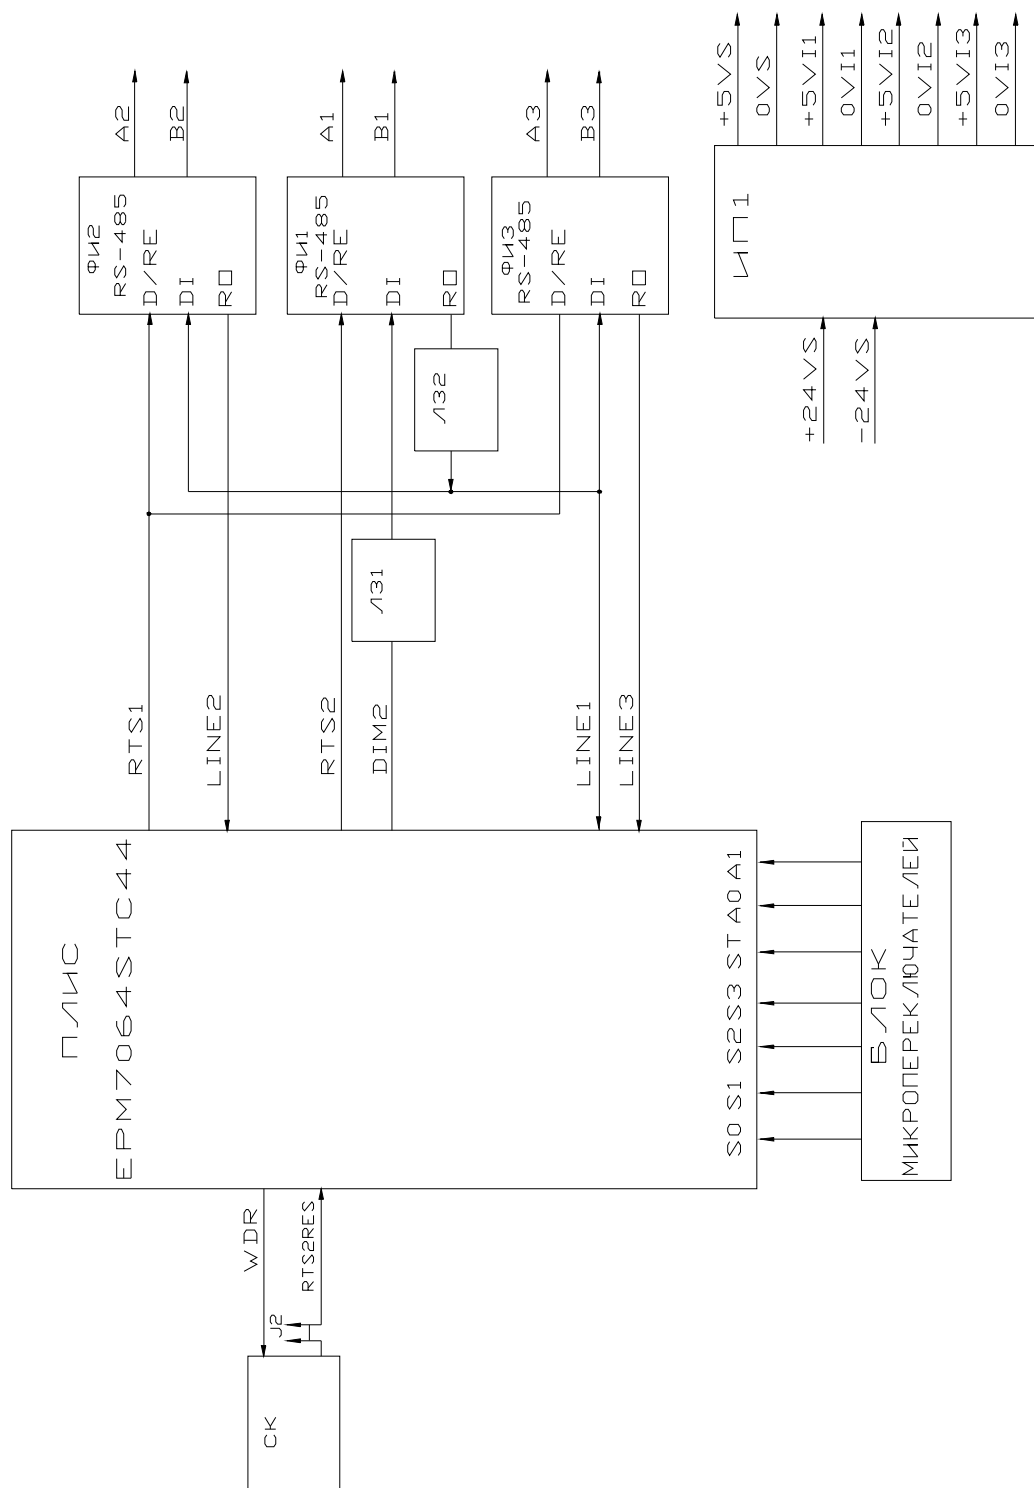 A2
B2
A1
B1
A3
B3
+5VS
0VS
+5VI1
0VI1
+5VI2
0VI2
+5VI3
0VI3
ФИ2
RS-485
D/RE
DI
RO
ФИ1
RS-485
D/RE
DI
RO
ФИ3
RS-485
D/RE
DI
RO
ИП1
+24VS
-24VS
ЛЗ2
ЛЗ1
RTS1
LINE2
RTS2
DIM2
LINE1
LINE3
ПЛИС
EPM7064STC44
S0 S1 S2 S3 ST A0 A1
БЛОК
МИКРОПЕРЕКЛЮЧАТЕЛЕЙ
WDR
RTS2RES
J2
СК